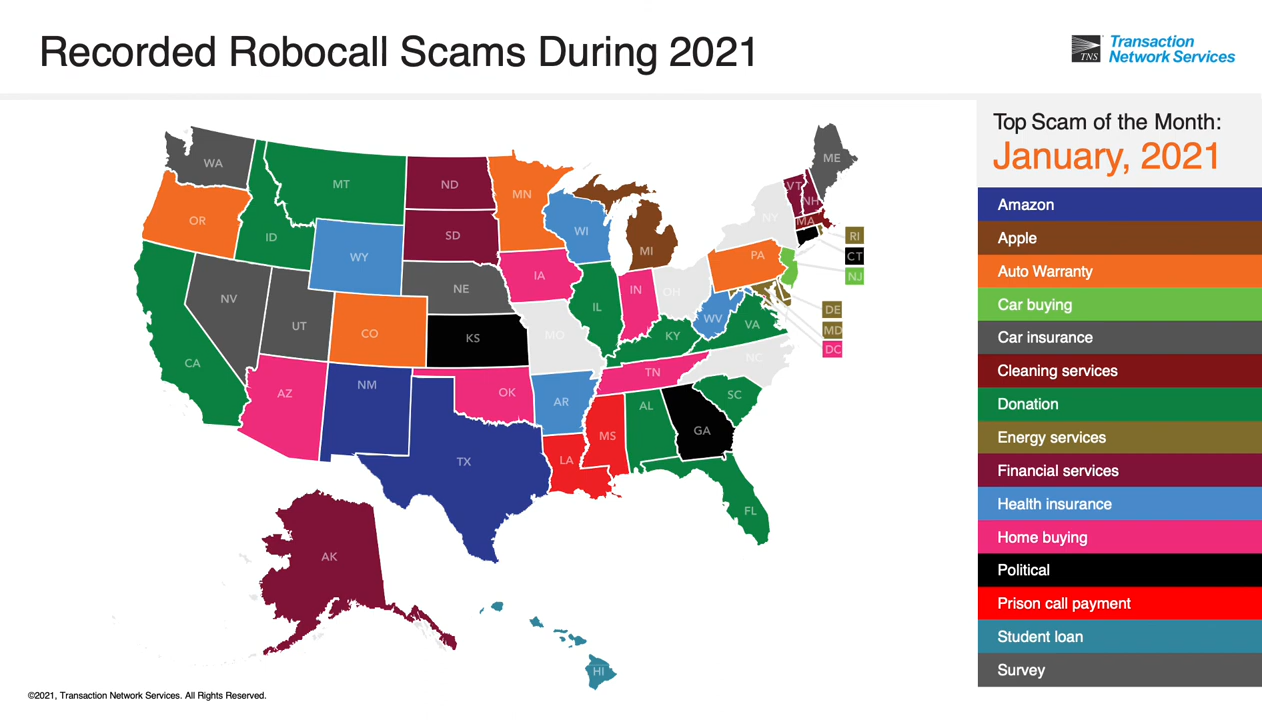 Recorded Robocall Scams During 2021
TNS
Transaction
Network Services
Top Scam of the Month:
January, 2021
Amazon
Apple
Auto Warranty
Car buying
Car insurance
Cleaning services
Donation
Energy services
Financial services
Health insurance
Home buying
Political
Prison call payment
Student loan
Survey
WA
MT
ND
MN
ME
VT
NH
OR
ID
SD
WI
NY
MA
RI
WY
MI
CT
NJ
NE
IA
PA
NV
UT
CO
KS
MO
IL
IN
OH
WV
VA
DE
MD
DC
CA
KY
AZ
NM
OK
AR
TN
NC
SC
TX
LA
MS
AL
GA
FL
AK
HI
©2021, Transaction Network Services. All Rights Reserved.